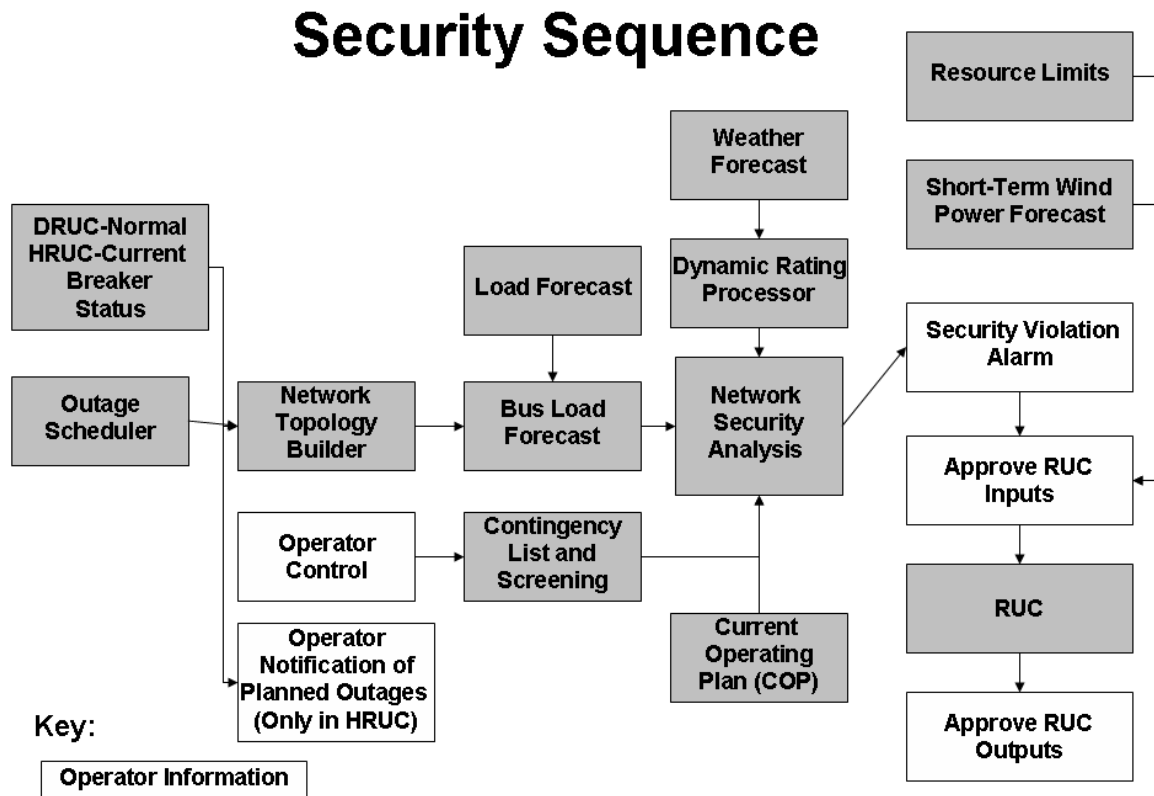 Security Sequence
Resource Limits
Weather
Forecast
Short-Term Wind
Power Forecast
DRUC-Normal
HRUC-Current
Breaker
Status
Load Forecast
Dynamic Rating
Processor
Security Violation
Alarm
Outage
Scheduler
Network
Topology
Builder
Bus Load
Forecast
Network
Security
Analysis
Approve RUC
Inputs
Operator
Control
Contingency
List and
Screening
RUC
Operator
Notification of
Planned Outages
(Only in HRUC)
Current
Operating
Plan (COP)
Approve RUC
Outputs
Key:
Operator Information